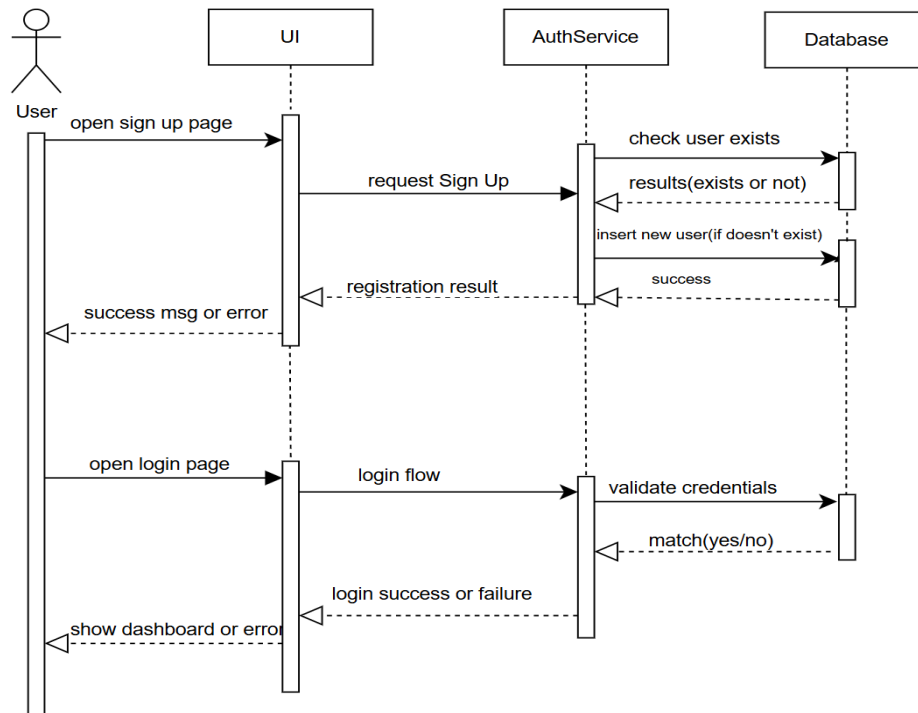 UI
AuthService
Database
User
open sign up page
check user exists
request Sign Up
results(exists or not)
insert new user(if doesn't exist)
registration result
success
success msg or error
open login page
login flow
validate credentials
match(yes/no)
login success or failure
show dashboard or error